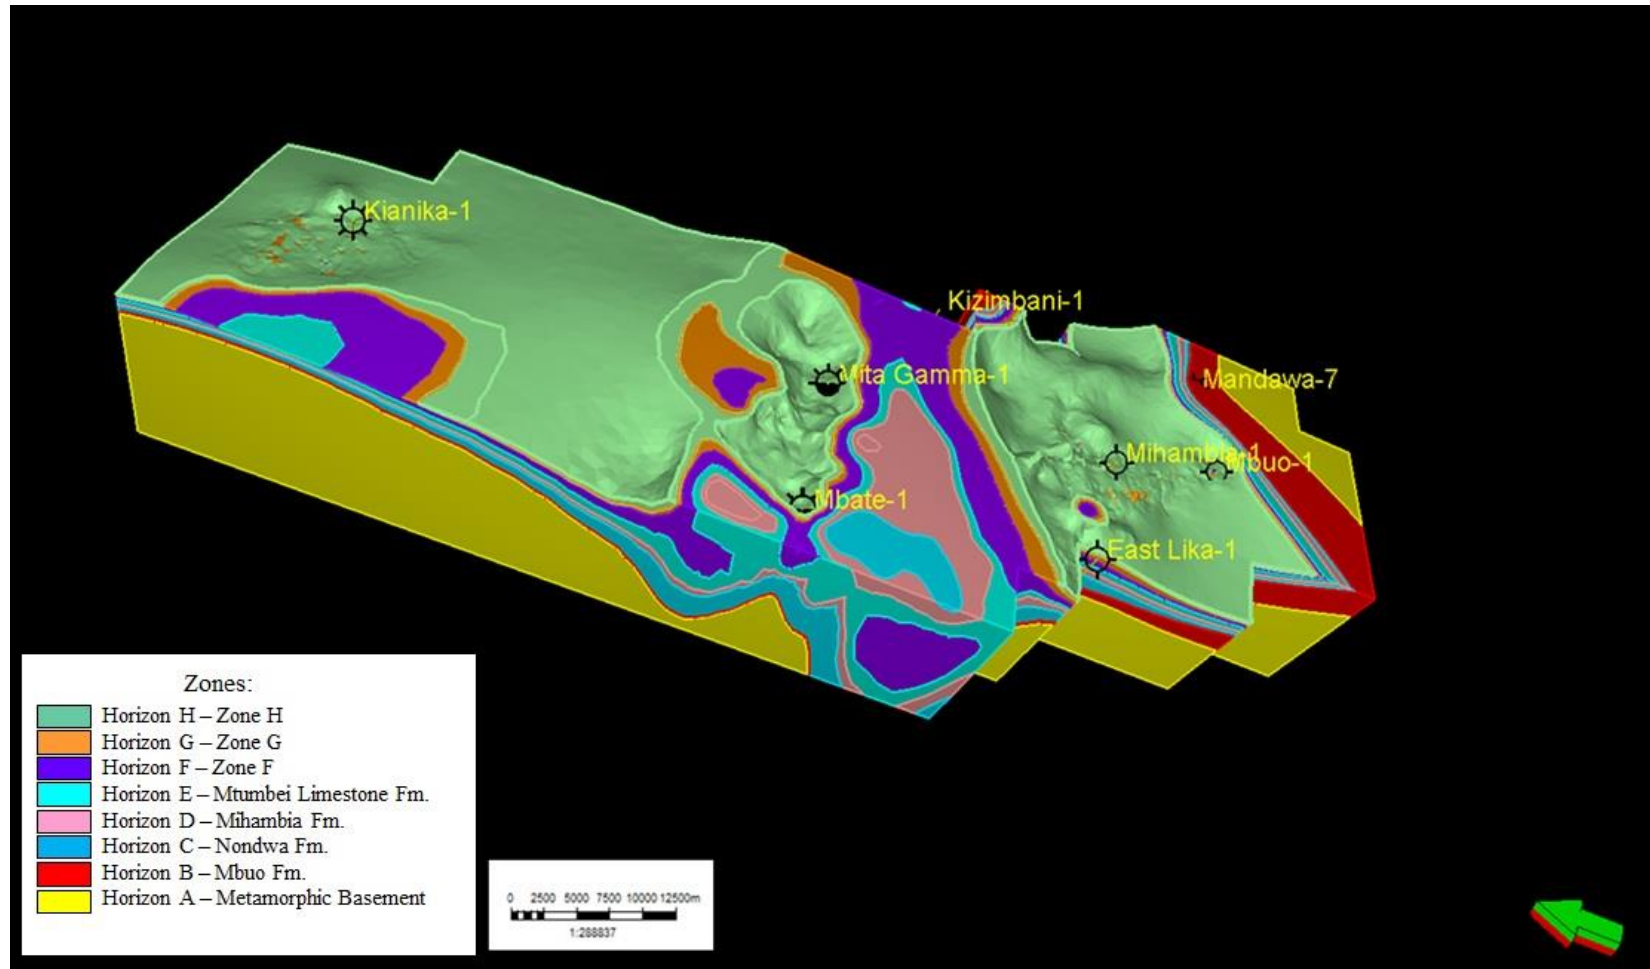 Kianika-1
Kizimbani-1
Mita Gamma-1
Mandawa-7
Mihambia-1
Mbuo-1
Mbate-1
East Lika-1
Zones:
Horizon H – Zone H
Horizon G – Zone G
Horizon F – Zone F
Horizon E – Mtumbei Limestone Fm.
Horizon D – Mihambia Fm.
Horizon C – Nondwa Fm.
Horizon B – Mbuo Fm.
Horizon A – Metamorphic Basement
0 2500 5000 7500 10000 12500m
1:288837